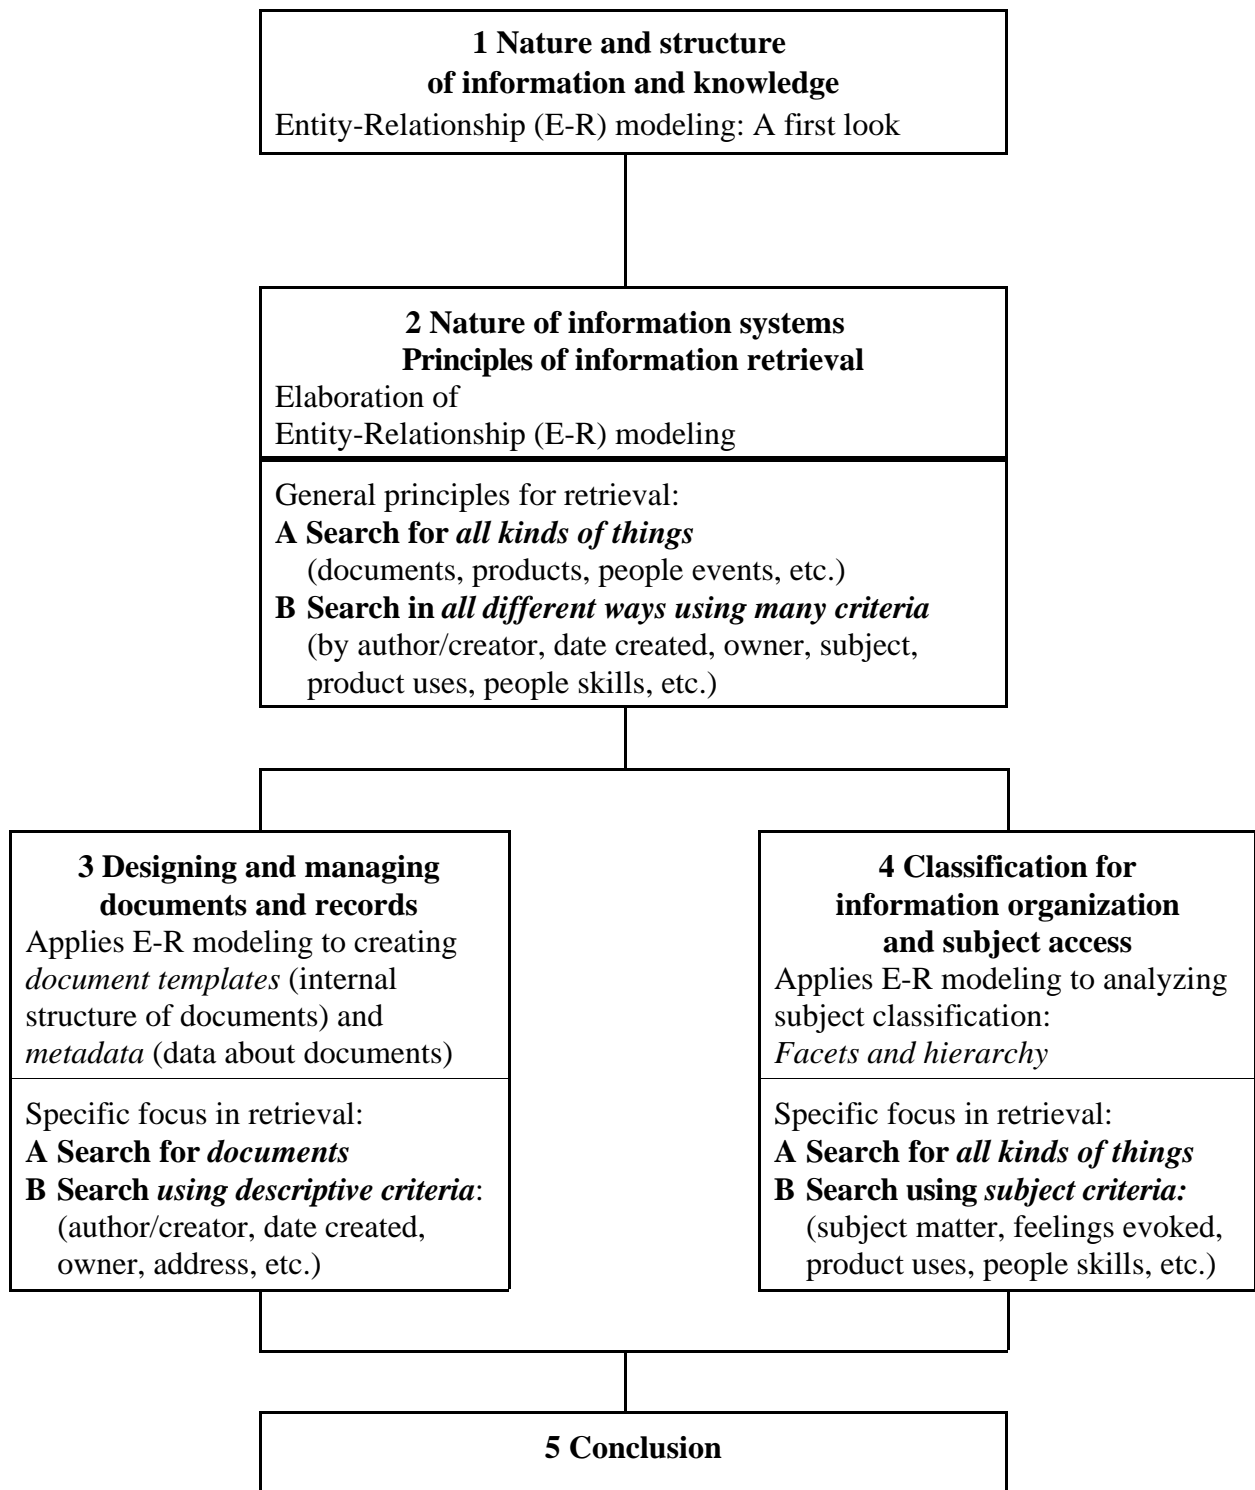 1 Nature and structure
of information and knowledge
Entity-Relationship (E-R) modeling: A first look
2 Nature of information systems
Principles of information retrieval
Elaboration of
Entity-Relationship (E-R) modeling
General principles for retrieval:
A Search for all kinds of things
(documents, products, people events, etc.)
B Search in all different ways using many criteria
(by author/creator, date created, owner, subject,
product uses, people skills, etc.)
3 Designing and managing
documents and records
Applies E-R modeling to creating
document templates (internal
structure of documents) and
metadata (data about documents)
Specific focus in retrieval:
A Search for documents
B Search using descriptive criteria:
(author/creator, date created,
owner, address, etc.)
4 Classification for
information organization
and subject access
Applies E-R modeling to analyzing
subject classification:
Facets and hierarchy
Specific focus in retrieval:
A Search for all kinds of things
B Search using subject criteria:
(subject matter, feelings evoked,
product uses, people skills, etc.)
5 Conclusion